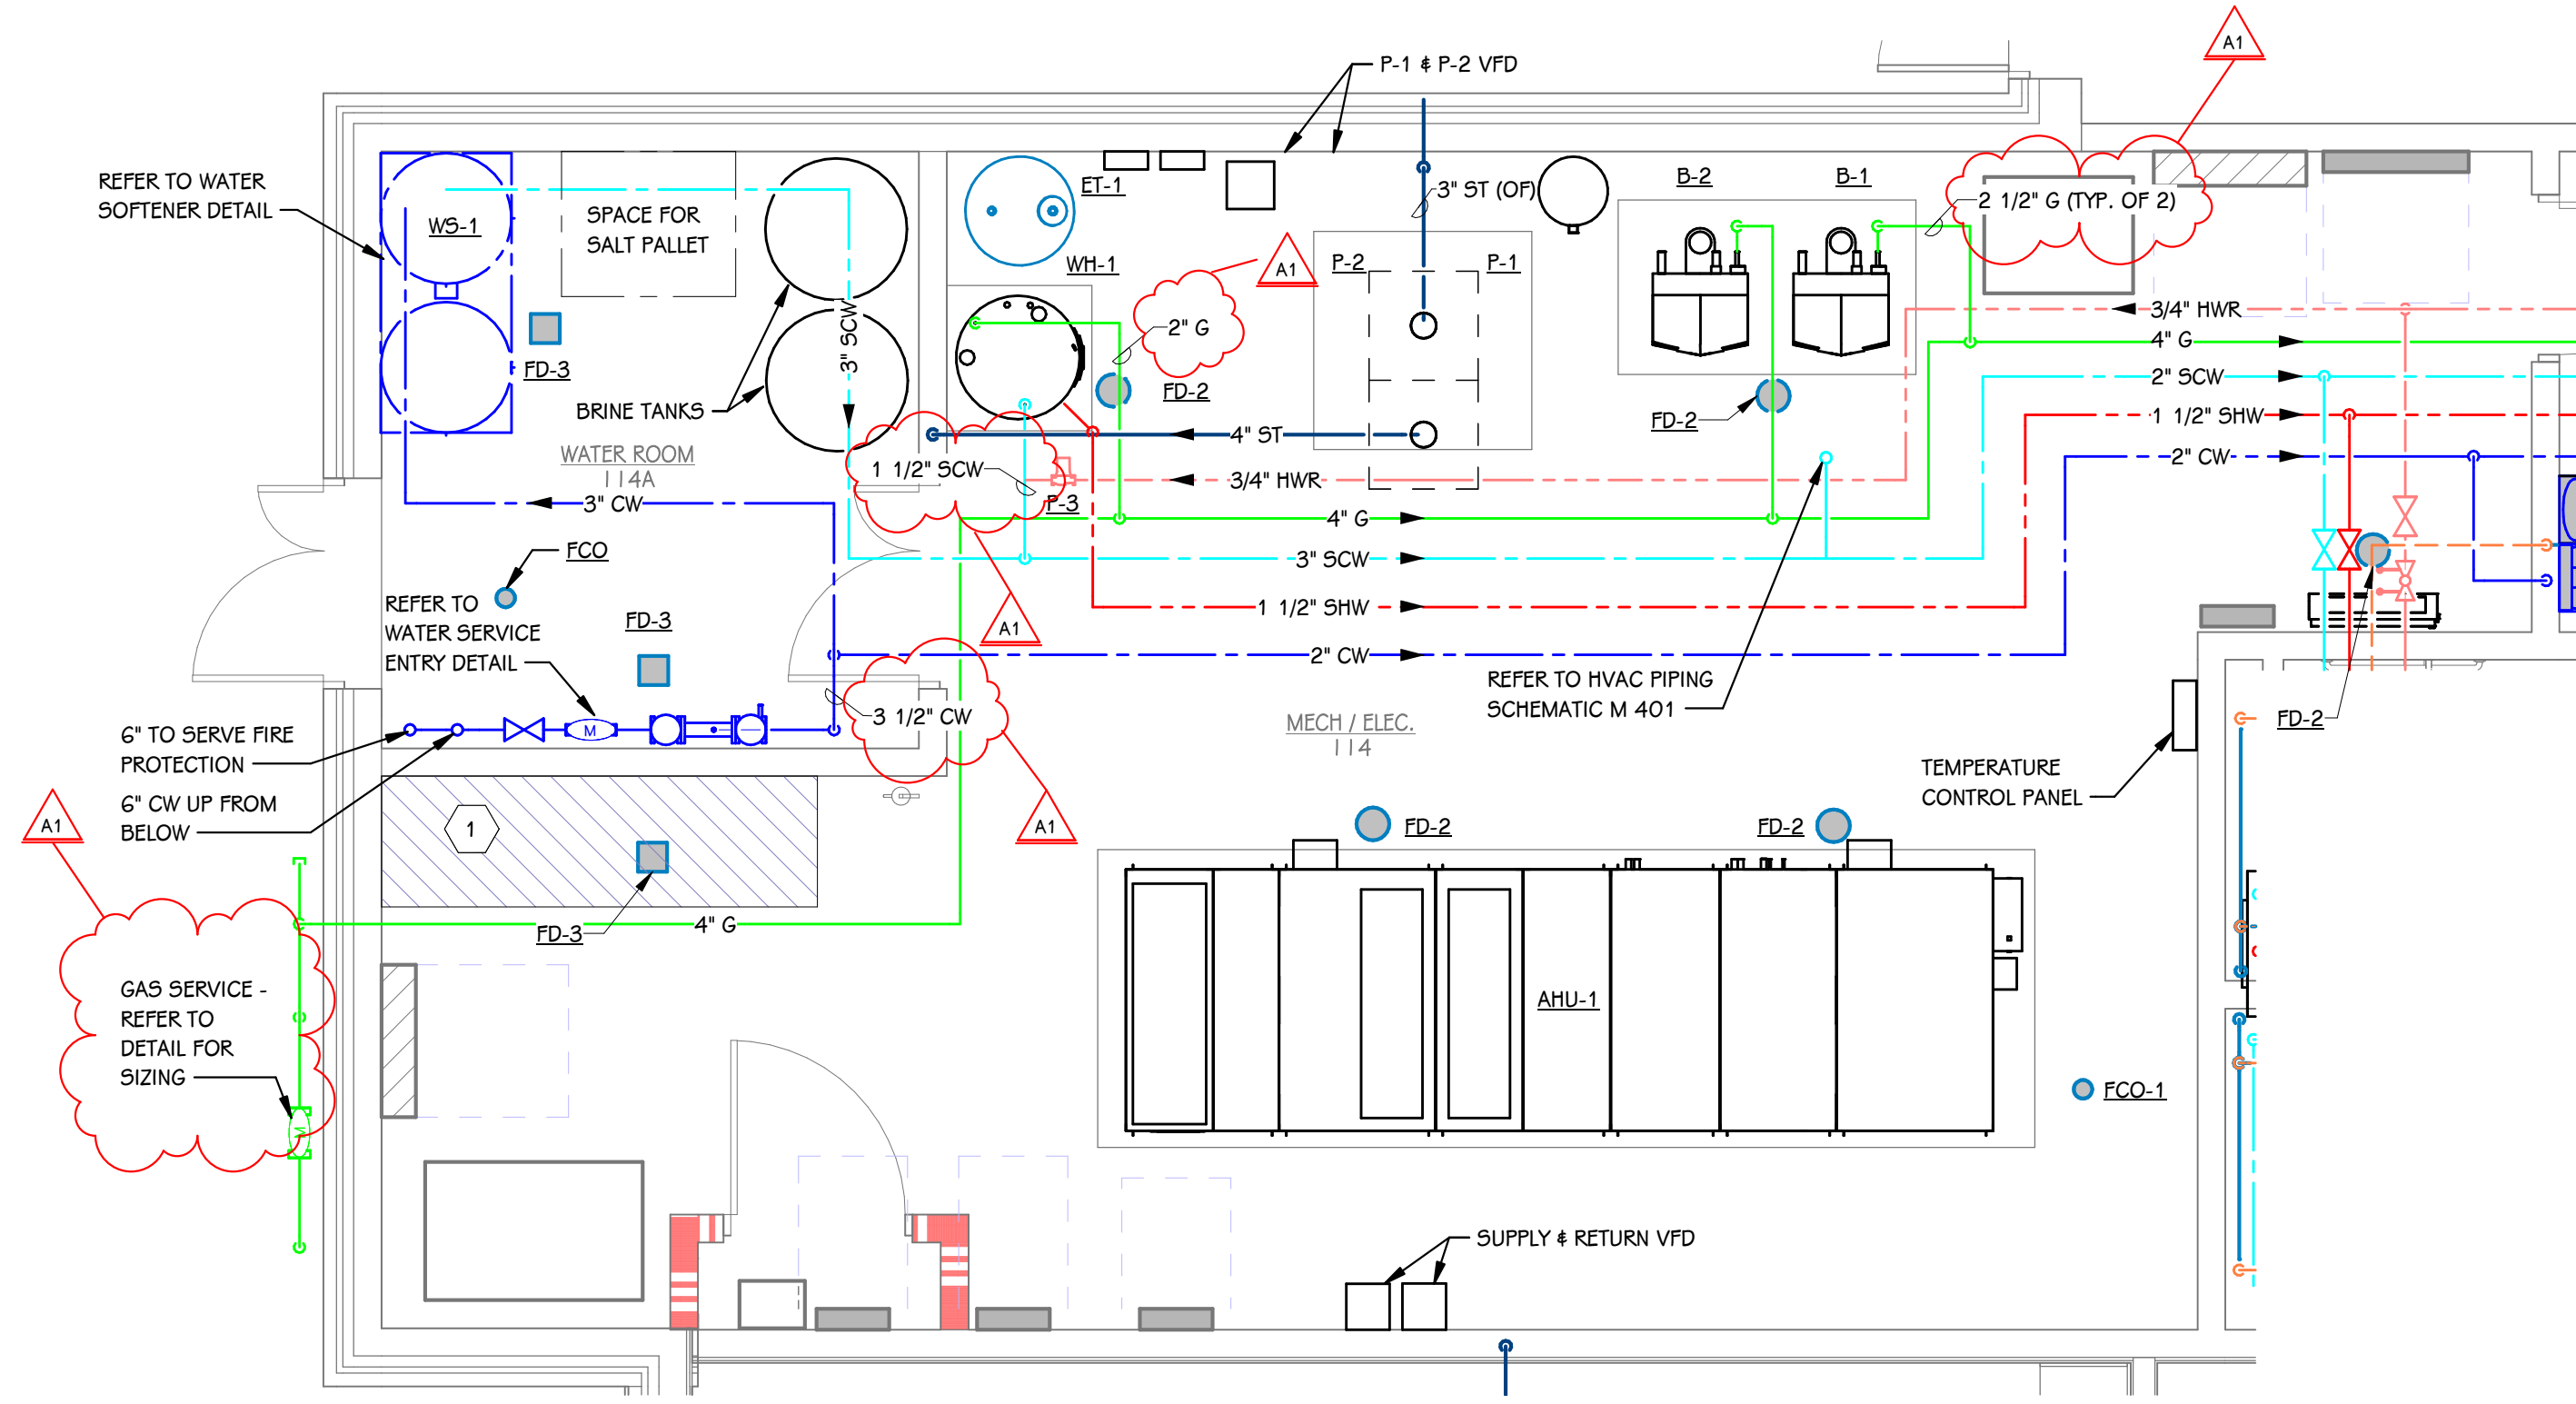 A1
P-1 & P-2 VFD
REFER TO WATER
SOFTENER DETAIL
WS-1
SPACE FOR
SALT PALLET
ET-1
WH-1
A1
3" ST (OF)
B-2
B-1
2 1/2" G (TYP. OF 2)
P-2
P-1
2" G
3" SCW
FD-3
FD-2
BRINE TANKS
FD-2
3/4" HWR
4" G
2" SCW
1 1/2" SHW
2" CW
WATER ROOM
114A
4" ST
1 1/2" SCW
3/4" HWR
P-3
3" CW
4" G
FCO
3" SCW
REFER TO
WATER SERVICE
ENTRY DETAIL
FD-3
A1
1 1/2" SHW
2" CW
REFER TO HVAC PIPING
SCHEMATIC M 401
3 1/2" CW
MECH / ELEC.
114
FD-2
M
6" TO SERVE FIRE
PROTECTION
6" CW UP FROM
BELOW
TEMPERATURE
CONTROL PANEL
A1
1
A1
FD-2
FD-2
FD-3
4" G
GAS SERVICE -
REFER TO
DETAIL FOR
SIZING
M
AHU-1
FCO-1
SUPPLY & RETURN VFD